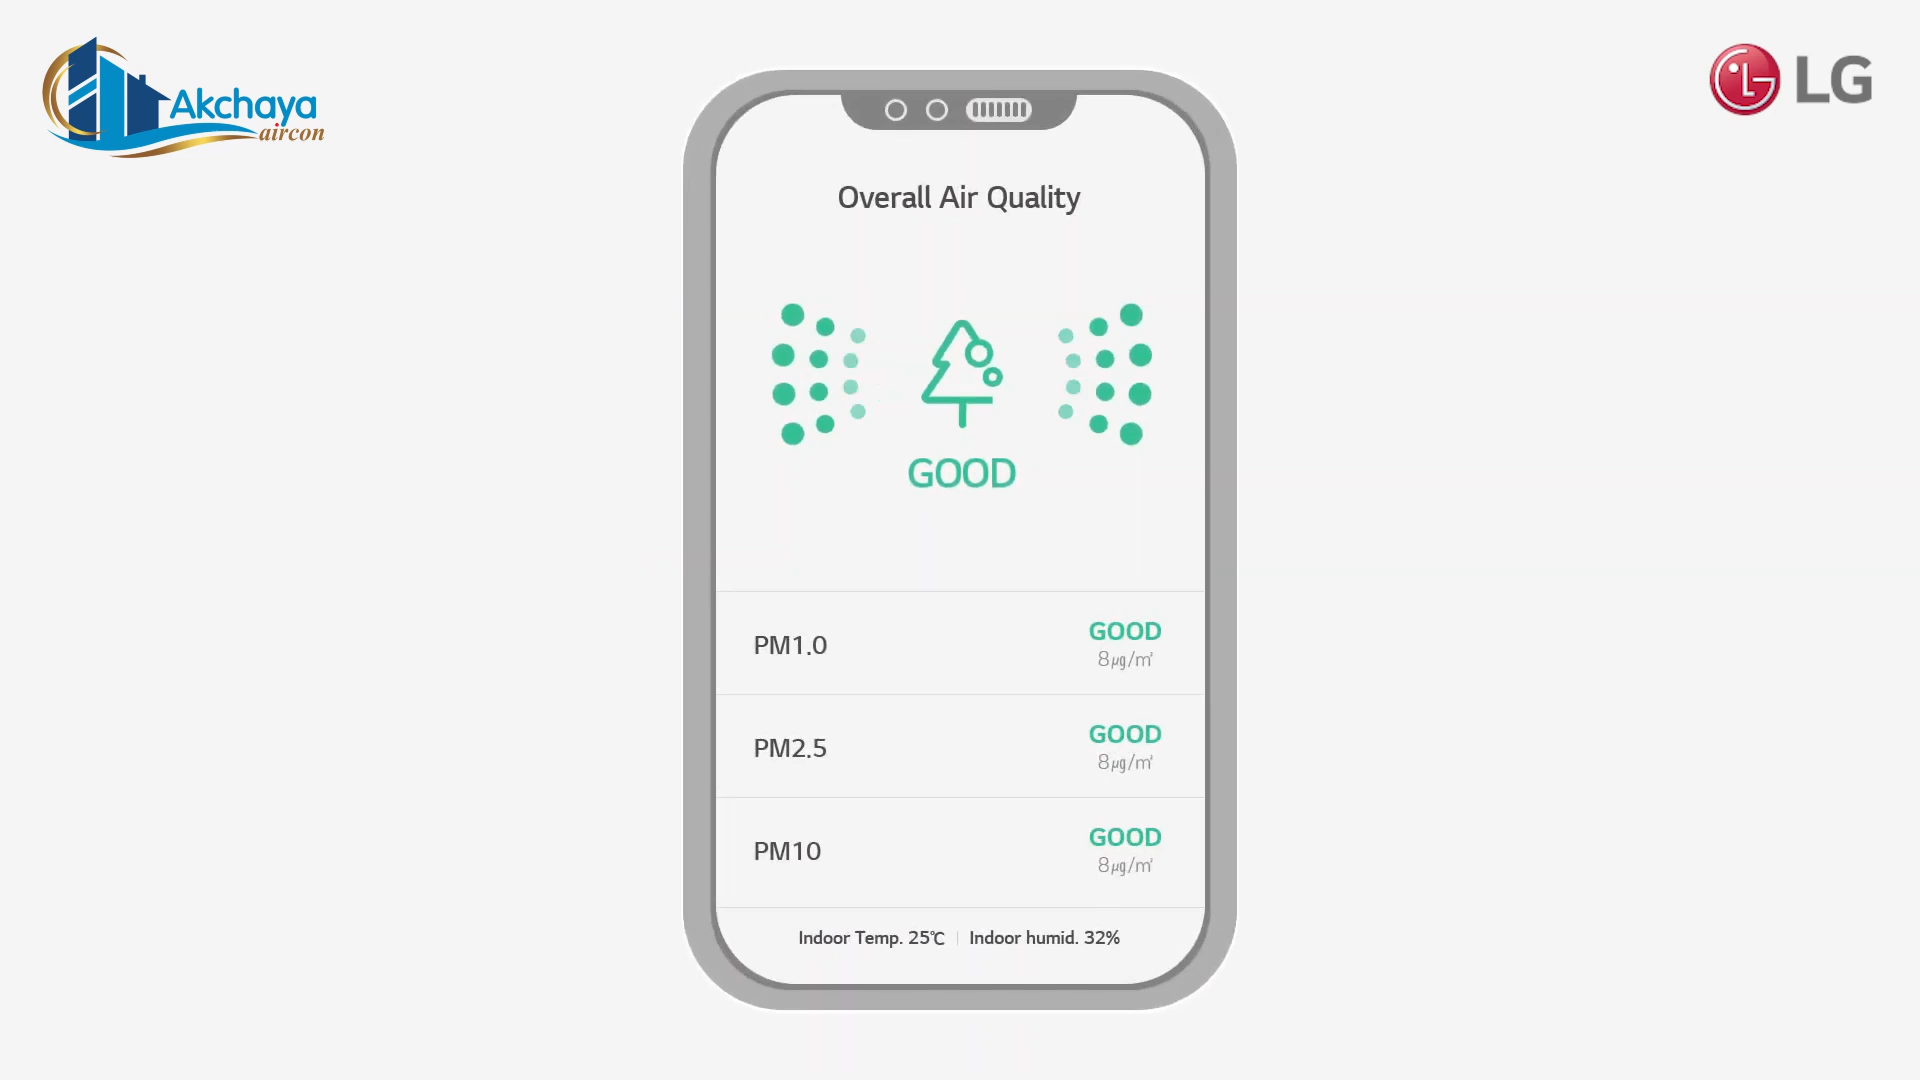 Akchaya
aircon
LG
Overall Air Quality
GOOD
PM1.0
GOOD
8㎍/㎥
PM2.5
GOOD
8㎍/㎥
PM10
GOOD
8㎍/㎥
Indoor Temp. 25℃ | Indoor humid. 32%